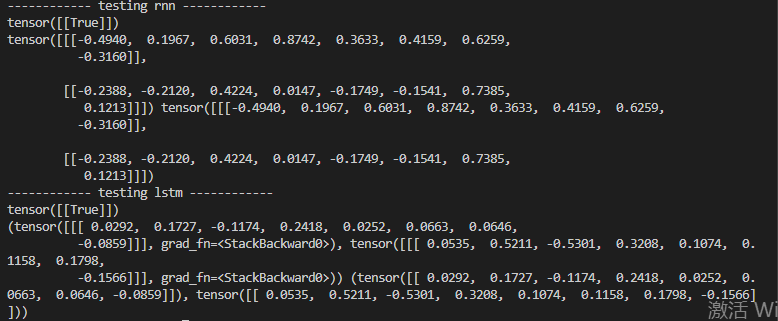 ------------ testing rnn ------------
tensor([[True]])
tensor([[[-0.4940,  0.1967,  0.6031,  0.8742,  0.3633,  0.4159,  0.6259,
          -0.3160]],

        [[-0.2388, -0.2120,  0.4224,  0.0147, -0.1749, -0.1541,  0.7385,
           0.1213]]]) tensor([[[-0.4940,  0.1967,  0.6031,  0.8742,  0.3633,  0.4159,  0.6259,
          -0.3160]],

        [[-0.2388, -0.2120,  0.4224,  0.0147, -0.1749, -0.1541,  0.7385,
           0.1213]]])
------------ testing lstm ------------
tensor([[True]])
(tensor([[[ 0.0292,  0.1727, -0.1174,  0.2418,  0.0252,  0.0663,  0.0646,
          -0.0859]]], grad_fn=<StackBackward0>), tensor([[[ 0.0535,  0.5211, -0.5301,  0.3208,  0.1074,  0.
1158,  0.1798,
          -0.1566]]], grad_fn=<StackBackward0>)) (tensor([[ 0.0292,  0.1727, -0.1174,  0.2418,  0.0252,  0.
0663,  0.0646, -0.0859]]), tensor([[ 0.0535,  0.5211, -0.5301,  0.3208,  0.1074,  0.1158,  0.1798, -0.1566]
]))
激活 Wi